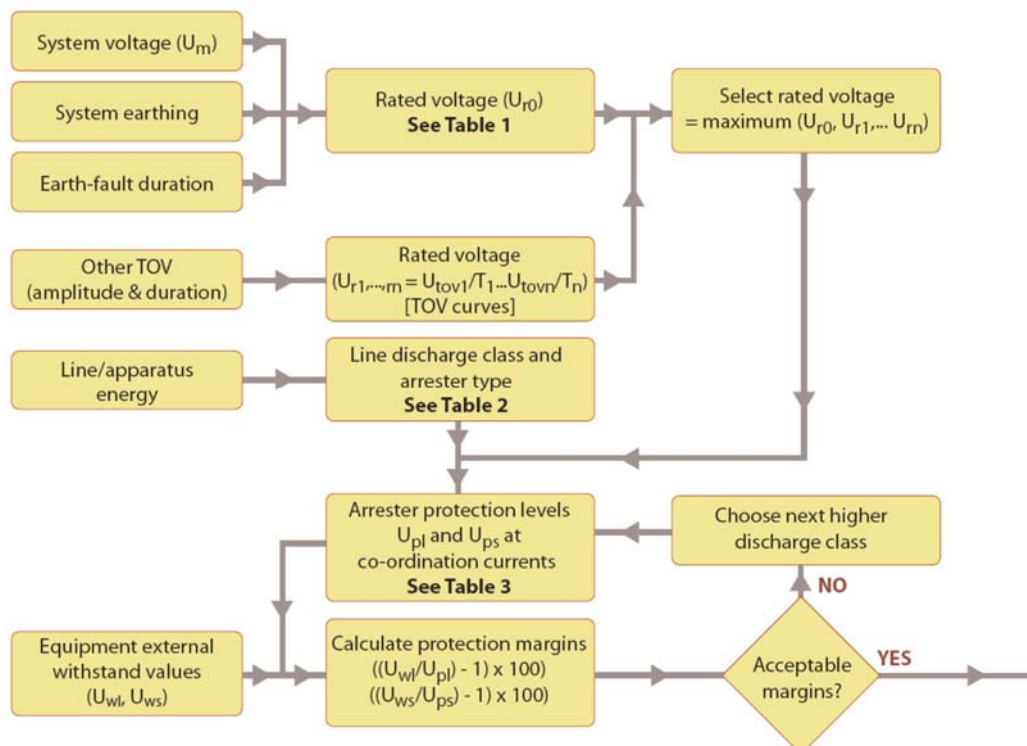 System voltage (Um)
System earthing
Earth-fault duration
Rated voltage (Ur0)
See Table 1
Select rated voltage
= maximum (Ur0, Ur1,... Urn)
Other TOV
(amplitude & duration)
Rated voltage
(Ur1,...,rn = Utov1/T1...Utovn/Tn)
[TOV curves]
Line/apparatus
energy
Line discharge class and
arrester type
See Table 2
Arrester protection levels
Upl and Ups at
co-ordination currents
See Table 3
Choose next higher
discharge class
NO
Equipment external
withstand values
(Uwl, Uws)
Calculate protection margins
((Uwl/Upl) - 1) x 100)
((Uws/Ups) - 1) x 100)
Acceptable
margins?
YES